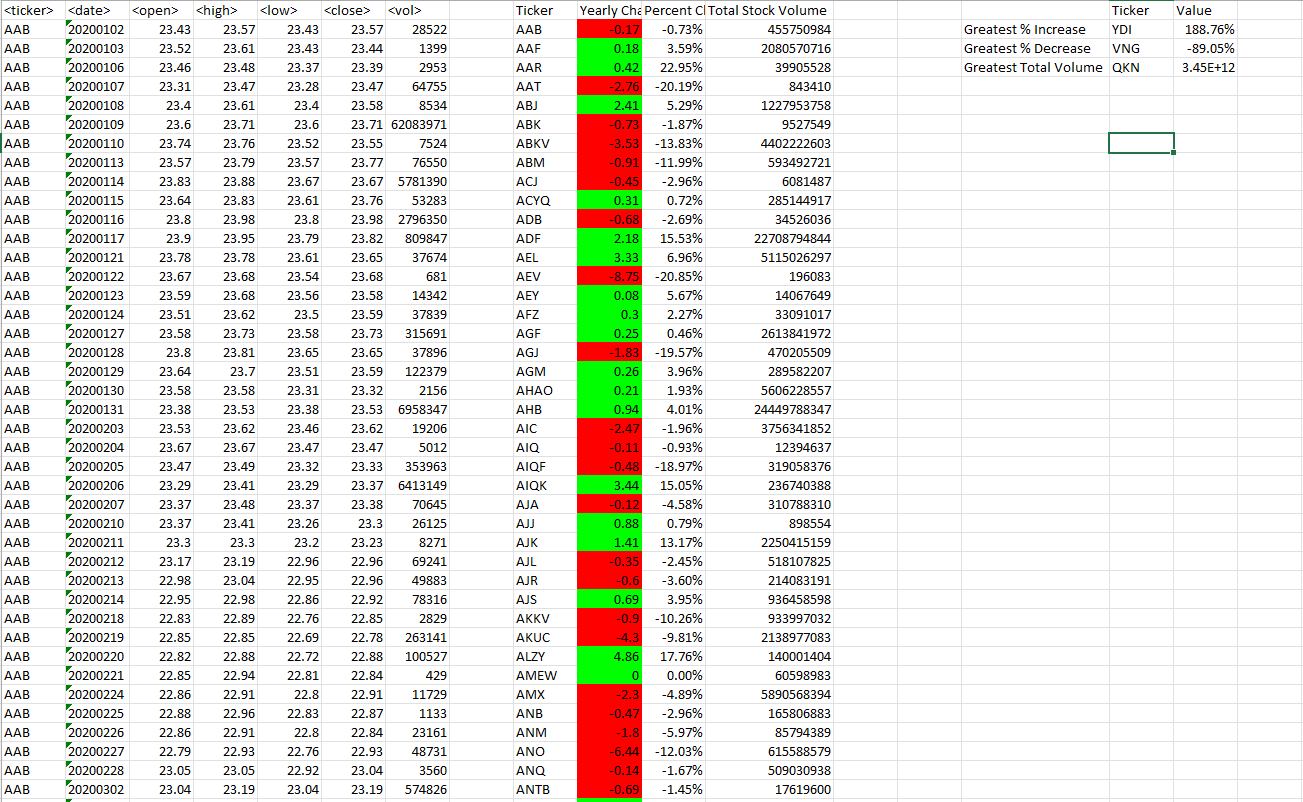 <ticker> <date> <open> <high> <low> <close> <vol> Ticker Yearly Cha Percent C Total Stock Volume Ticker Value
AAB 20200102 23.43 23.57 23.43 23.57 28522 AAB -0.17 -0.73% 455750984 Greatest % Increase YDI 188.76%
AAB 20200103 23.52 23.61 23.43 23.44 1399 AAF 0.18 3.59% 2080570716 Greatest % Decrease VNG -89.05%
AAB 20200106 23.46 23.48 23.37 23.39 2953 AAR 0.42 22.95% 39905528 Greatest Total Volume QKN 3.45E+12
AAB 20200107 23.31 23.47 23.28 23.47 64755 AAT -2.76 -20.19% 843410
AAB 20200108 23.4 23.61 23.4 23.58 8534 ABJ 2.41 5.29% 1227953758
AAB 20200109 23.6 23.71 23.6 23.71 62083971 ABK -0.73 -1.87% 9527549
AAB 20200110 23.74 23.76 23.52 23.55 7524 ABKV -3.53 -13.83% 4402222603
AAB 20200113 23.57 23.79 23.57 23.77 76550 ABM -0.91 -11.99% 593492721
AAB 20200114 23.83 23.88 23.67 23.67 5781390 ACJ -0.45 -2.96% 6081487
AAB 20200115 23.64 23.83 23.61 23.76 53283 ACYQ 0.31 0.72% 285144917
AAB 20200116 23.8 23.98 23.8 23.98 2796350 ADB -0.68 -2.69% 34526036
AAB 20200117 23.9 23.95 23.79 23.82 809847 ADF 2.18 15.53% 22708794844
AAB 20200121 23.78 23.78 23.61 23.65 37674 AEL 3.33 6.96% 5115026297
AAB 20200122 23.67 23.68 23.54 23.68 681 AEV -8.75 -20.85% 196083
AAB 20200123 23.59 23.68 23.56 23.58 14342 AEY 0.08 5.67% 14067649
AAB 20200124 23.51 23.62 23.5 23.59 37839 AFZ 0.3 2.27% 33091017
AAB 20200127 23.58 23.73 23.58 23.73 315691 AGF 0.25 0.46% 2613841972
AAB 20200128 23.8 23.81 23.65 23.65 37896 AGJ -1.83 -19.57% 470205509
AAB 20200129 23.64 23.7 23.51 23.59 122379 AGM 0.26 3.96% 289582207
AAB 20200130 23.58 23.58 23.31 23.32 2156 AHAO 0.21 1.93% 5606228557
AAB 20200131 23.38 23.53 23.38 23.53 6958347 AHB 0.94 4.01% 24449788347
AAB 20200203 23.53 23.62 23.46 23.62 19206 AIC -2.47 -1.96% 3756341852
AAB 20200204 23.67 23.67 23.47 23.47 5012 AIQ -0.11 -0.93% 12394637
AAB 20200205 23.47 23.49 23.32 23.33 353963 AIQF -0.48 -18.97% 319058376
AAB 20200206 23.29 23.41 23.29 23.37 6413149 AIQK 3.44 15.05% 236740388
AAB 20200207 23.37 23.48 23.37 23.38 70645 AJA -0.12 -4.58% 310788310
AAB 20200210 23.37 23.41 23.26 23.3 26125 AJJ 0.88 0.79% 898554
AAB 20200211 23.3 23.3 23.2 23.23 8271 AJK 1.41 13.17% 2250415159
AAB 20200212 23.17 23.19 22.96 22.96 69241 AJL -0.35 -2.45% 518107825
AAB 20200213 22.98 23.04 22.95 22.96 49883 AJR -0.6 -3.60% 214083191
AAB 20200214 22.95 22.98 22.86 22.92 78316 AJS 0.69 3.95% 936458598
AAB 20200218 22.83 22.89 22.76 22.85 2829 AKKV -0.9 -10.26% 933997032
AAB 20200219 22.85 22.85 22.69 22.78 263141 AKUC -4.3 -9.81% 2138977083
AAB 20200220 22.82 22.88 22.72 22.88 100527 ALZY 4.86 17.76% 140001404
AAB 20200221 22.85 22.94 22.81 22.84 429 AMEW 0 0.00% 60598983
AAB 20200224 22.86 22.91 22.8 22.91 11729 AMX -2.3 -4.89% 5890568394
AAB 20200225 22.88 22.96 22.83 22.87 1133 ANB -0.47 -2.96% 165806883
AAB 20200226 22.86 22.91 22.8 22.84 23161 ANM -1.8 -5.97% 85794389
AAB 20200227 22.79 22.93 22.76 22.93 48731 ANO -6.44 -12.03% 615588579
AAB 20200228 23.05 23.05 22.92 23.04 3560 ANQ -0.14 -1.67% 509030938
AAB 20200302 23.04 23.19 23.04 23.19 574826 ANTB -0.69 -1.45% 17619600